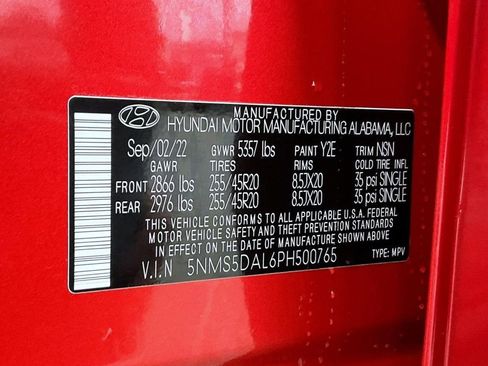 MANUFACTURED BY
HYUNDAI MOTOR MANUFACTURING ALABAMA, LLC
Sep/02/22 GVWR 5357 lbs PAINT Y2E TRIM NSN
GAWR TIRES RIMS COLD TIRE INFL
FRONT 2866 lbs 255/45R20 8.5JX20 35 psi SINGLE
REAR 2976 lbs 255/45R20 8.5JX20 35 psi SINGLE
THIS VEHICLE CONFORMS TO ALL APPLICABLE U.S.A. FEDERAL
MOTOR VEHICLE SAFETY AND THEFT PREVENTION STANDARDS
IN EFFECT ON THE DATE OF MANUFACTURE SHOWN ABOVE.
V.I.N 5NMS5DAL6PH500765 TYPE: MPV